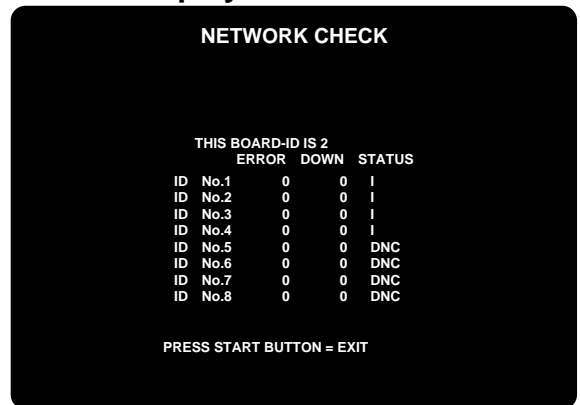 NETWORK CHECK
THIS BOARD-ID IS 2
ERROR DOWN STATUS
ID No.1 0 0 I
ID No.2 0 0 I
ID No.3 0 0 I
ID No.4 0 0 I
ID No.5 0 0 DNC
ID No.6 0 0 DNC
ID No.7 0 0 DNC
ID No.8 0 0 DNC
PRESS START BUTTON = EXIT